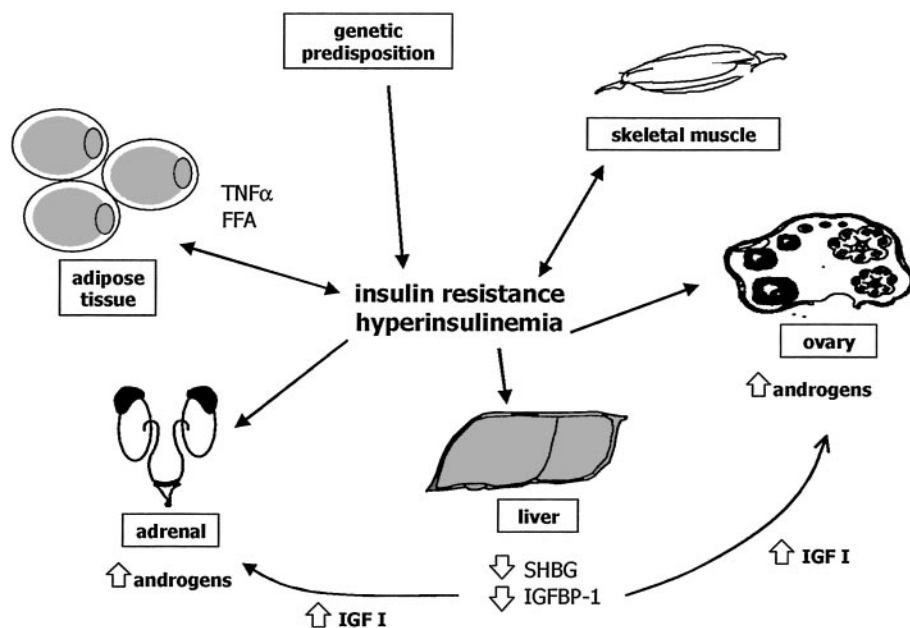 genetic
predisposition
skeletal muscle
TNFα
FFA
adipose
tissue
insulin resistance
hyperinsulinemia
ovary
androgens
adrenal
androgens
liver
SHBG
IGFBP-1
IGF I
IGF I